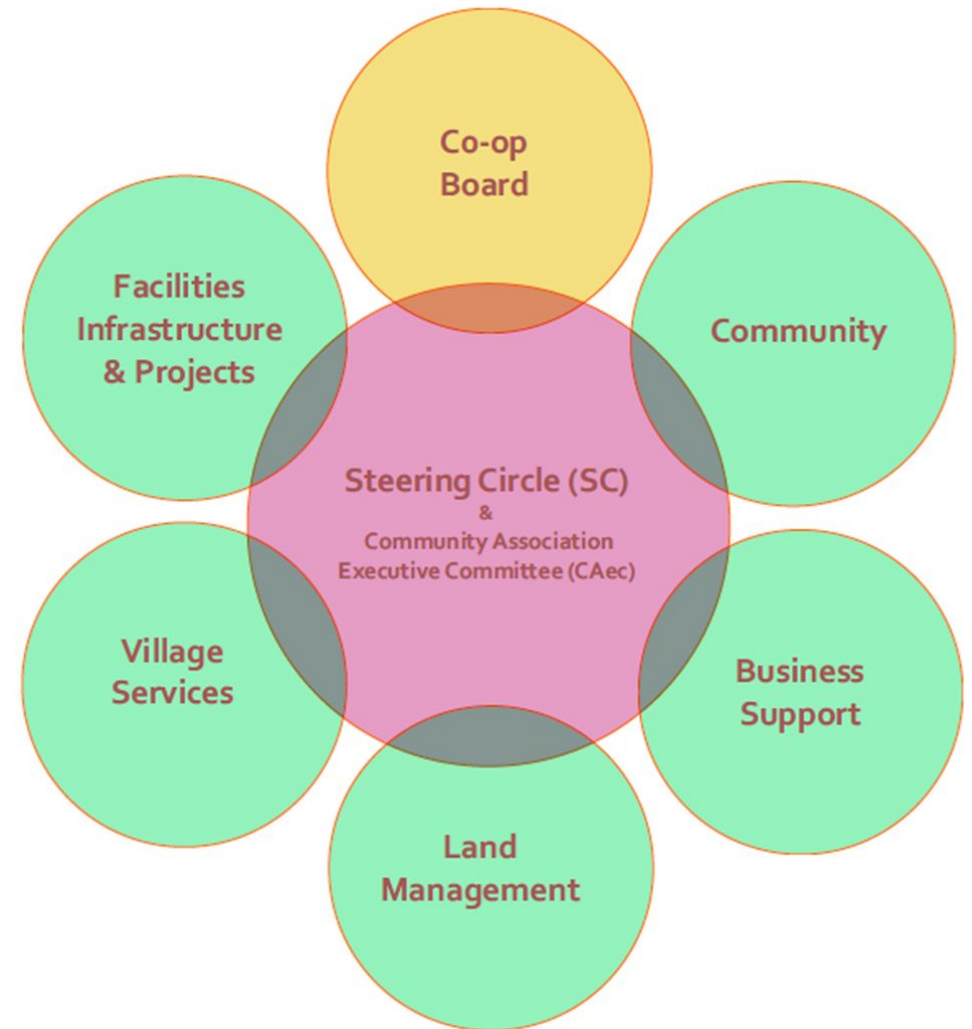 Co-op
Board
Facilities
Infrastructure
& Projects
Community
Steering Circle (SC)
&
Community Association
Executive Committee (CAec)
Village
Services
Business
Support
Land
Management